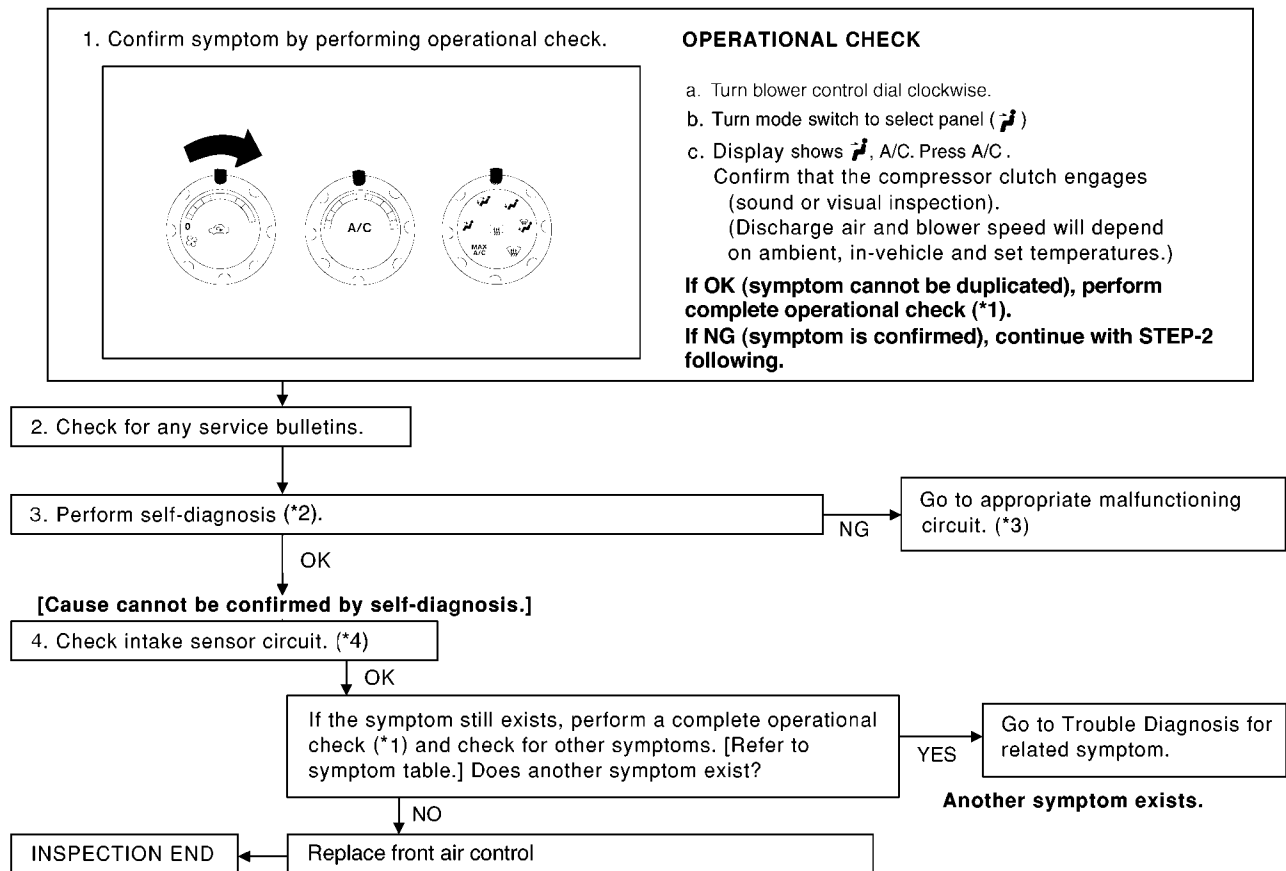 1. Confirm symptom by performing operational check.
0
A/C
MAX
A/C
OPERATIONAL CHECK
a. Turn blower control dial clockwise.
b. Turn mode switch to select panel ( )
c. Display shows , A/C. Press A/C .
Confirm that the compressor clutch engages
(sound or visual inspection).
(Discharge air and blower speed will depend
on ambient, in-vehicle and set temperatures.)
If OK (symptom cannot be duplicated), perform
complete operational check (*1).
If NG (symptom is confirmed), continue with STEP-2
following.
2. Check for any service bulletins.
3. Perform self-diagnosis (*2).
NG
Go to appropriate malfunctioning
circuit. (*3)
OK
[Cause cannot be confirmed by self-diagnosis.]
4. Check intake sensor circuit. (*4)
OK
If the symptom still exists, perform a complete operational
check (*1) and check for other symptoms. [Refer to
symptom table.] Does another symptom exist?
YES
Go to Trouble Diagnosis for
related symptom.
Another symptom exists.
NO
INSPECTION END
Replace front air control